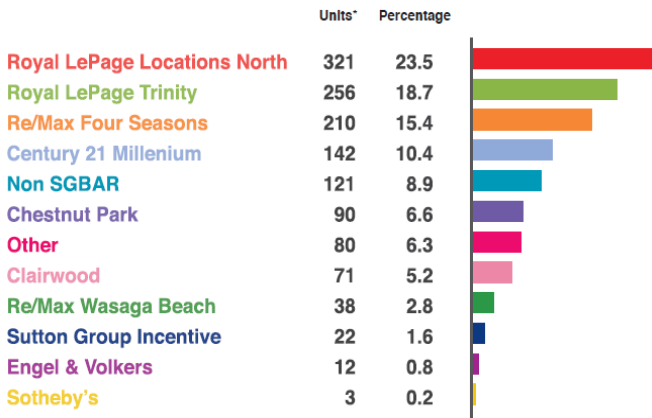 Units* Percentage
Royal LePage Locations North 321 23.5
Royal LePage Trinity 256 18.7
Re/Max Four Seasons 210 15.4
Century 21 Millenium 142 10.4
Non SGBAR 121 8.9
Chestnut Park 90 6.6
Other 80 6.3
Clairwood 71 5.2
Re/Max Wasaga Beach 38 2.8
Sutton Group Incentive 22 1.6
Engel & Volkers 12 0.8
Sotheby's 3 0.2